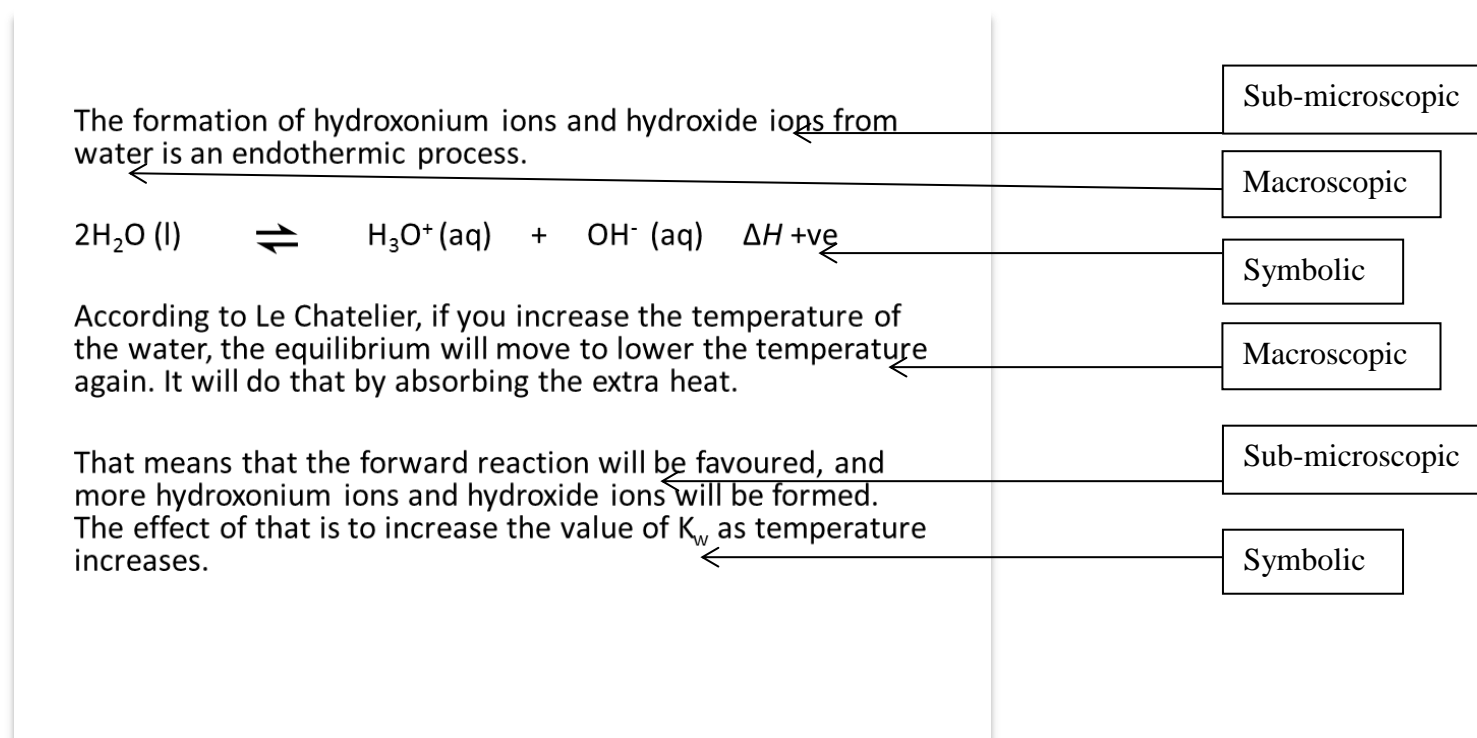 The formation of hydroxonium ions and hydroxide ions from
water is an endothermic process.
2H₂O (l) ⇌ H₃O⁺ (aq) + OH⁻ (aq) ΔH +ve
According to Le Chatelier, if you increase the temperature of
the water, the equilibrium will move to lower the temperature
again. It will do that by absorbing the extra heat.
That means that the forward reaction will be favoured, and
more hydroxonium ions and hydroxide ions will be formed.
The effect of that is to increase the value of K_w as temperature
increases.
Sub-microscopic
Macroscopic
Symbolic
Macroscopic
Sub-microscopic
Symbolic